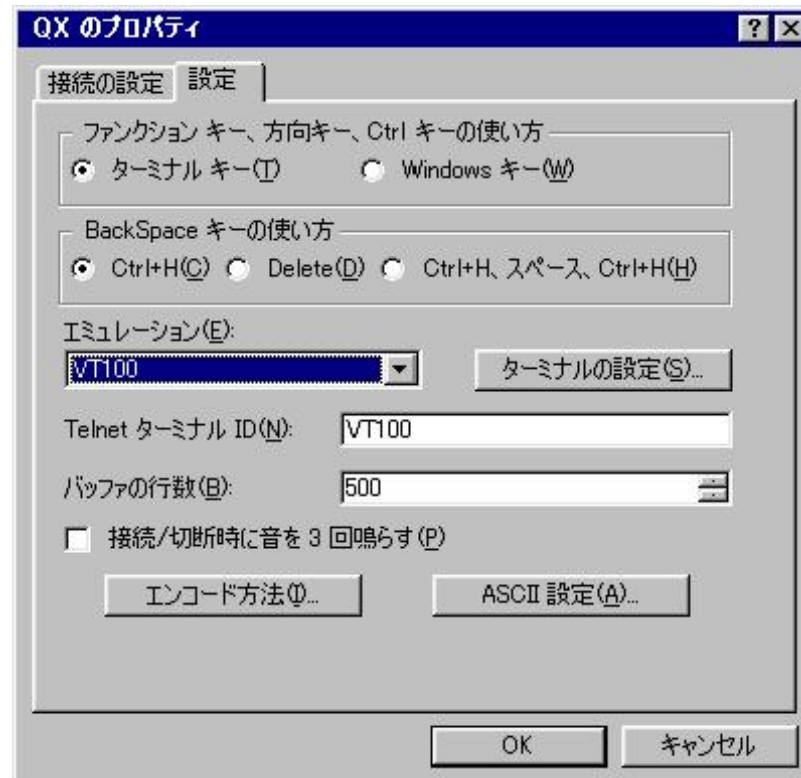 QX のプロパティ
接続の設定 設定
ファンクション キー、方向キー、Ctrl キーの使い方
ターミナル キー(T) Windows キー(W)
BackSpace キーの使い方
Ctrl+H(C) Delete(D) Ctrl+H、スペース、Ctrl+H(H)
エミュレーション(E):
VT100 ターミナルの設定(S)...
Telnet ターミナル ID(N): VT100
バッファの行数(B): 500
接続/切断時に音を 3 回鳴らす(P)
エンコード方法(I)... ASCII 設定(A)...
OK キャンセル